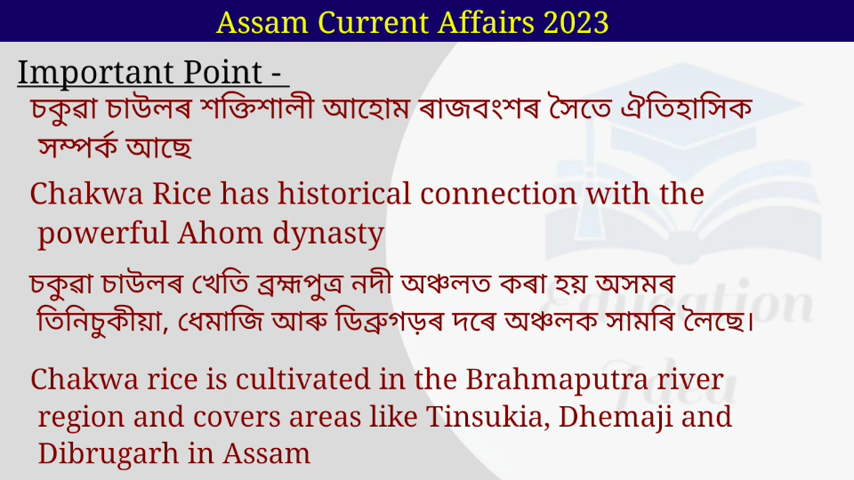 Assam Current Affairs 2023
Important Point -
চকুৱা চাউলৰ শক্তিশালী আহোম ৰাজবংশৰ সৈতে ঐতিহাসিক
সম্পৰ্ক আছে
Chakwa Rice has historical connection with the
powerful Ahom dynasty
চকুৱা চাউলৰ খেতি ব্ৰহ্মপুত্ৰ নদী অঞ্চলত কৰা হয় অসমৰ
তিনিচুকীয়া, ধেমাজি আৰু ডিব্ৰুগড়ৰ দৰে অঞ্চলক সামৰি লৈছে।
Chakwa rice is cultivated in the Brahmaputra river
region and covers areas like Tinsukia, Dhemaji and
Dibrugarh in Assam
Education
Idea